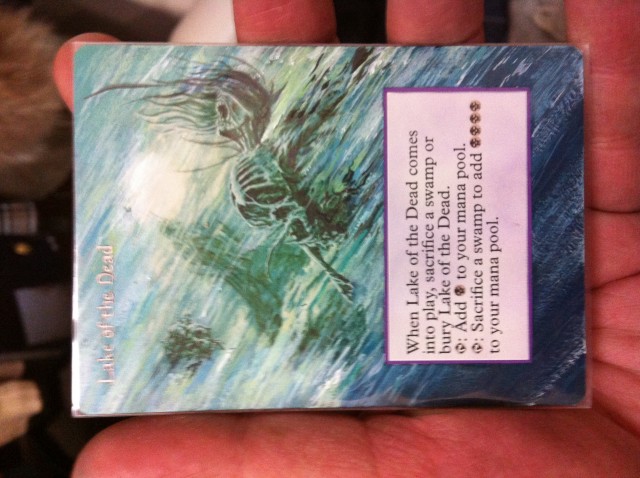 Lake of the Dead
When Lake of the Dead comes
into play, sacrifice a swamp or
bury Lake of the Dead.
: Add to your mana pool.
: Sacrifice a swamp to add
to your mana pool.